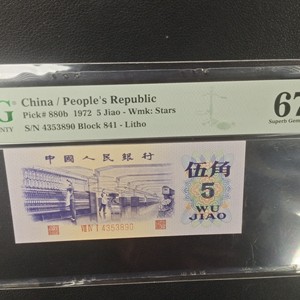 G
China / People's Republic
Pick# 880b 1972 5 Jiao - Wmk: Stars
S/N 4353890 Block 841 - Litho
67
Superb Gem
中國人民銀行
伍角
5
WU
JIAO
4353890